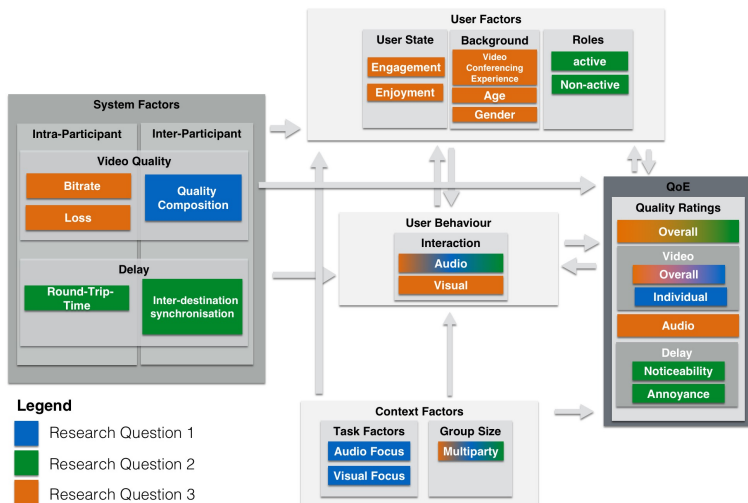 User Factors
User State
Engagement
Enjoyment
Background
Video
Conferencing
Experience
Age
Gender
Roles
active
Non-active
System Factors
Intra-Participant
Inter-Participant
Video Quality
Bitrate
Loss
Quality
Composition
Delay
Round-Trip-
Time
Inter-destination
synchronisation
User Behaviour
Interaction
Audio
Visual
QoE
Quality Ratings
Overall
Video
Overall
Individual
Audio
Delay
Noticeability
Annoyance
Context Factors
Task Factors
Audio Focus
Visual Focus
Group Size
Multiparty
Legend
Research Question 1
Research Question 2
Research Question 3